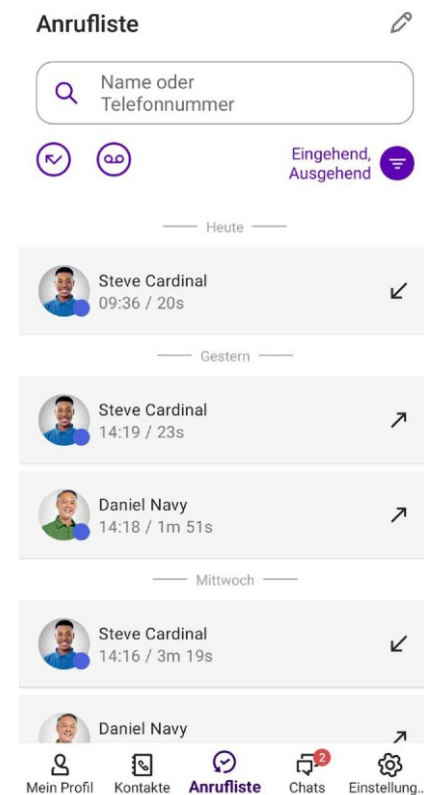 Anrufliste
Name oder
Telefonnummer
Eingehend,
Ausgehend
Heute
Steve Cardinal
09:36 / 20s
Gestern
Steve Cardinal
14:19 / 23s
Daniel Navy
14:18 / 1m 51s
Mittwoch
Steve Cardinal
14:16 / 3m 19s
Daniel Navy
2
Mein Profil Kontakte Anrufliste Chats Einstellung..